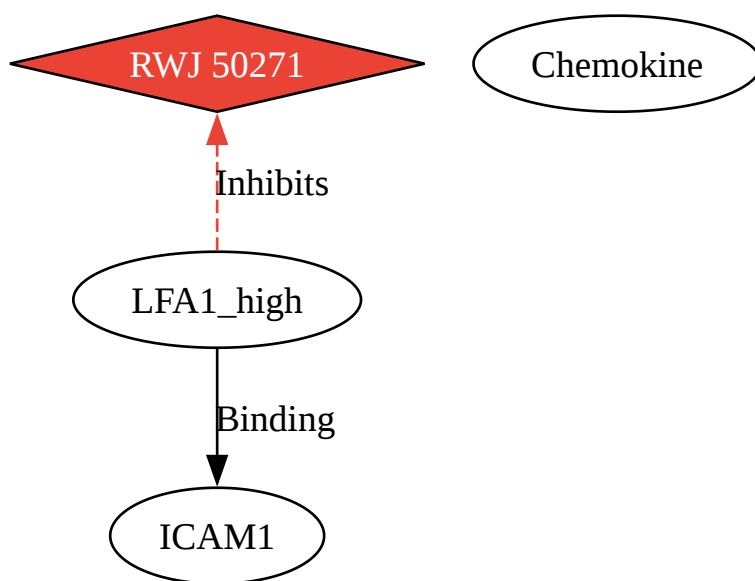 RWJ 50271
Chemokine
Inhibits
LFA1_high
Binding
ICAM1